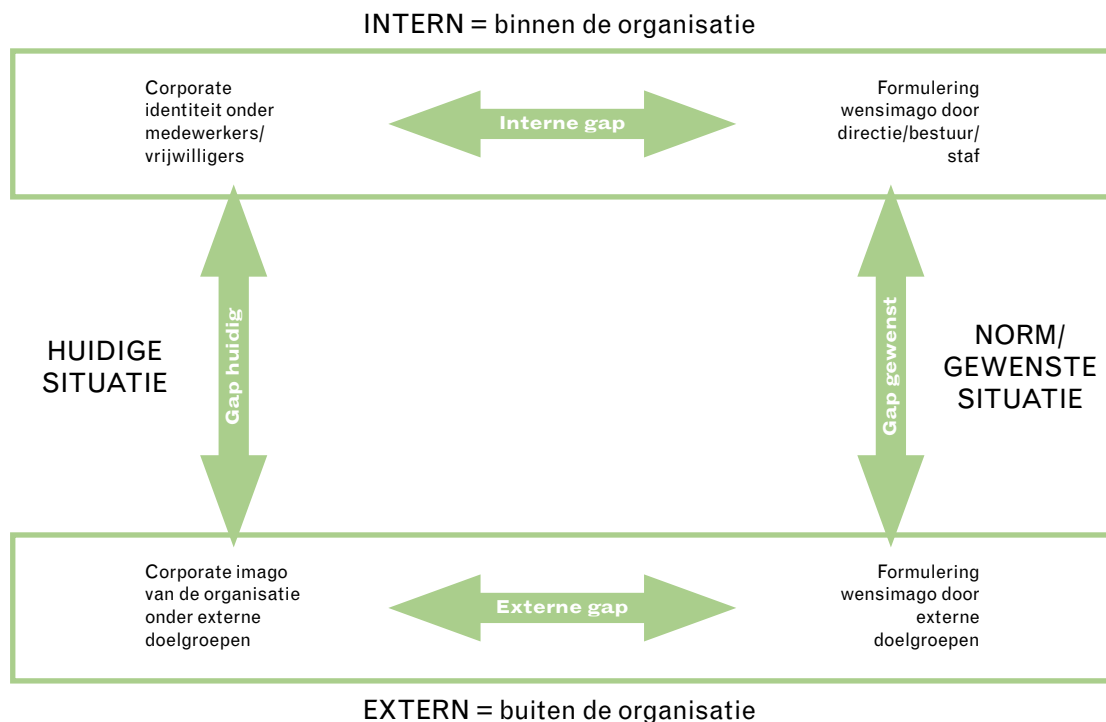 INTERN = binnen de organisatie
Corporate
identiteit onder
medewerkers/
vrijwilligers
Interne gap
Formulering
wensimago door
directie/bestuur/
staf
HUIDIGE
SITUATIE
Gap huidig
Gap gewenst
NORM/
GEWENSTE
SITUATIE
Corporate imago
van de organisatie
onder externe
doelgroepen
Externe gap
Formulering
wensimago door
externe
doelgroepen
EXTERN = buiten de organisatie